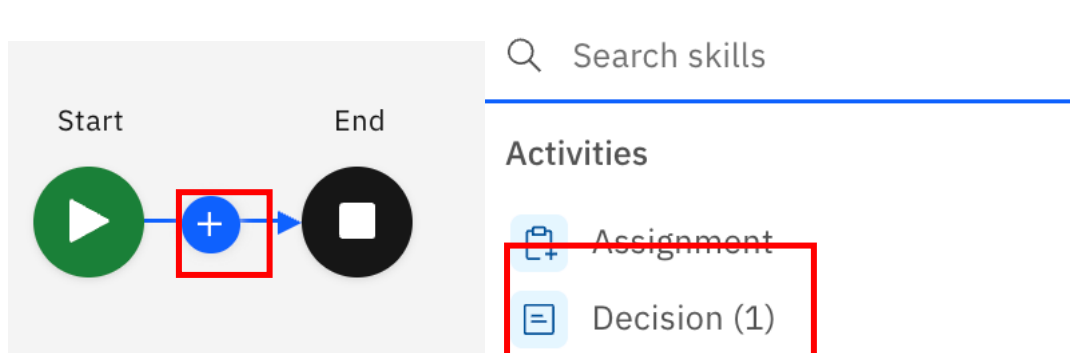 Start
End
Search skills
Activities
Assignment
Decision (1)